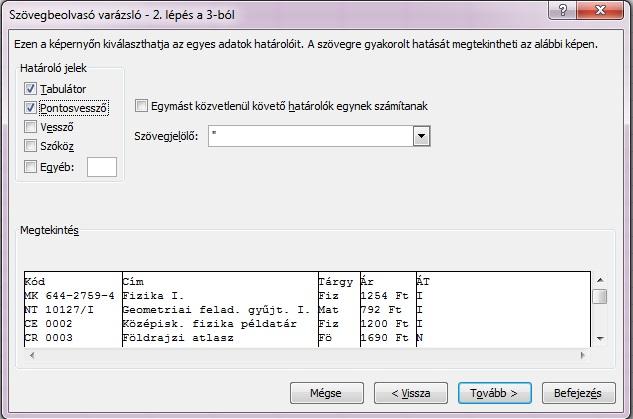 Szövegbeolvasó varázsló - 2. lépés a 3-ból
Ezen a képernyőn kiválaszthatja az egyes adatok határolóit. A szövegre gyakorolt hatását megtekintheti az alábbi képen.
Határoló jelek
Tabulátor
Pontosvessző
Vessző
Szóköz
Egyéb:
Egymást közvetlenül követő határolók egynek számítanak
Szövegjelölő: "
Megtekintés
Kód Cím Tárgy Ár ÁT
MK 644-2759-4 Fizika I. Fiz 1254 Ft I
NT 10127/I Geometriai felad. gyűjt. I. Mat 792 Ft I
CE 0002 Középisk. fizika példatár Fiz 1200 Ft I
CR 0003 Földrajzi atlasz Fö 1690 Ft N
Mégse < Vissza Tovább > Befejezés